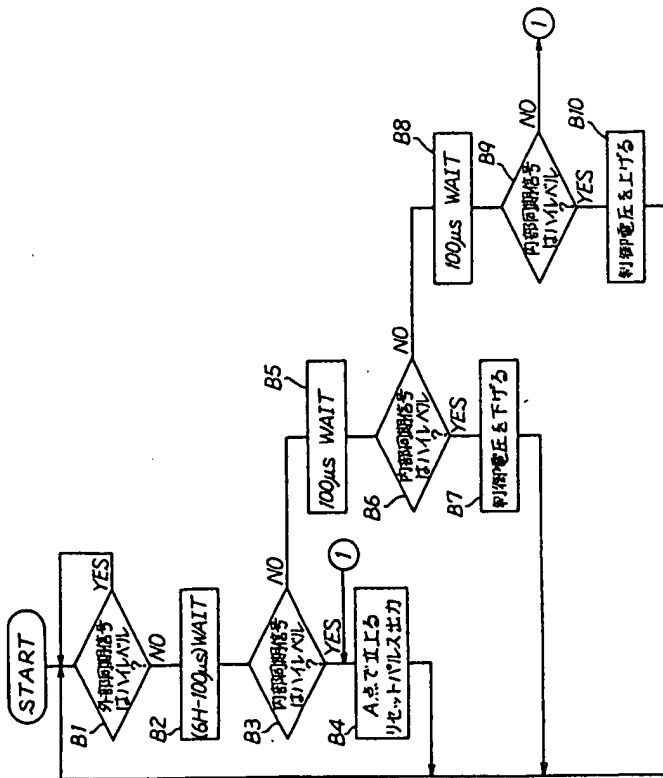 START
B1
外部同期信号
はハイレベル
?
YES
NO
B2
(6H-100μs)WAIT
B3
内部同期信号
はハイレベル
?
NO
YES
1
B4
A点で立上る
リセットパルス出力
B5
100μs WAIT
B6
内部同期信号
はハイレベル
?
NO
YES
B7
制御電圧を下げる
B8
100μs WAIT
B9
内部同期信号
はハイレベル
?
NO
1
YES
B10
制御電圧を上げる